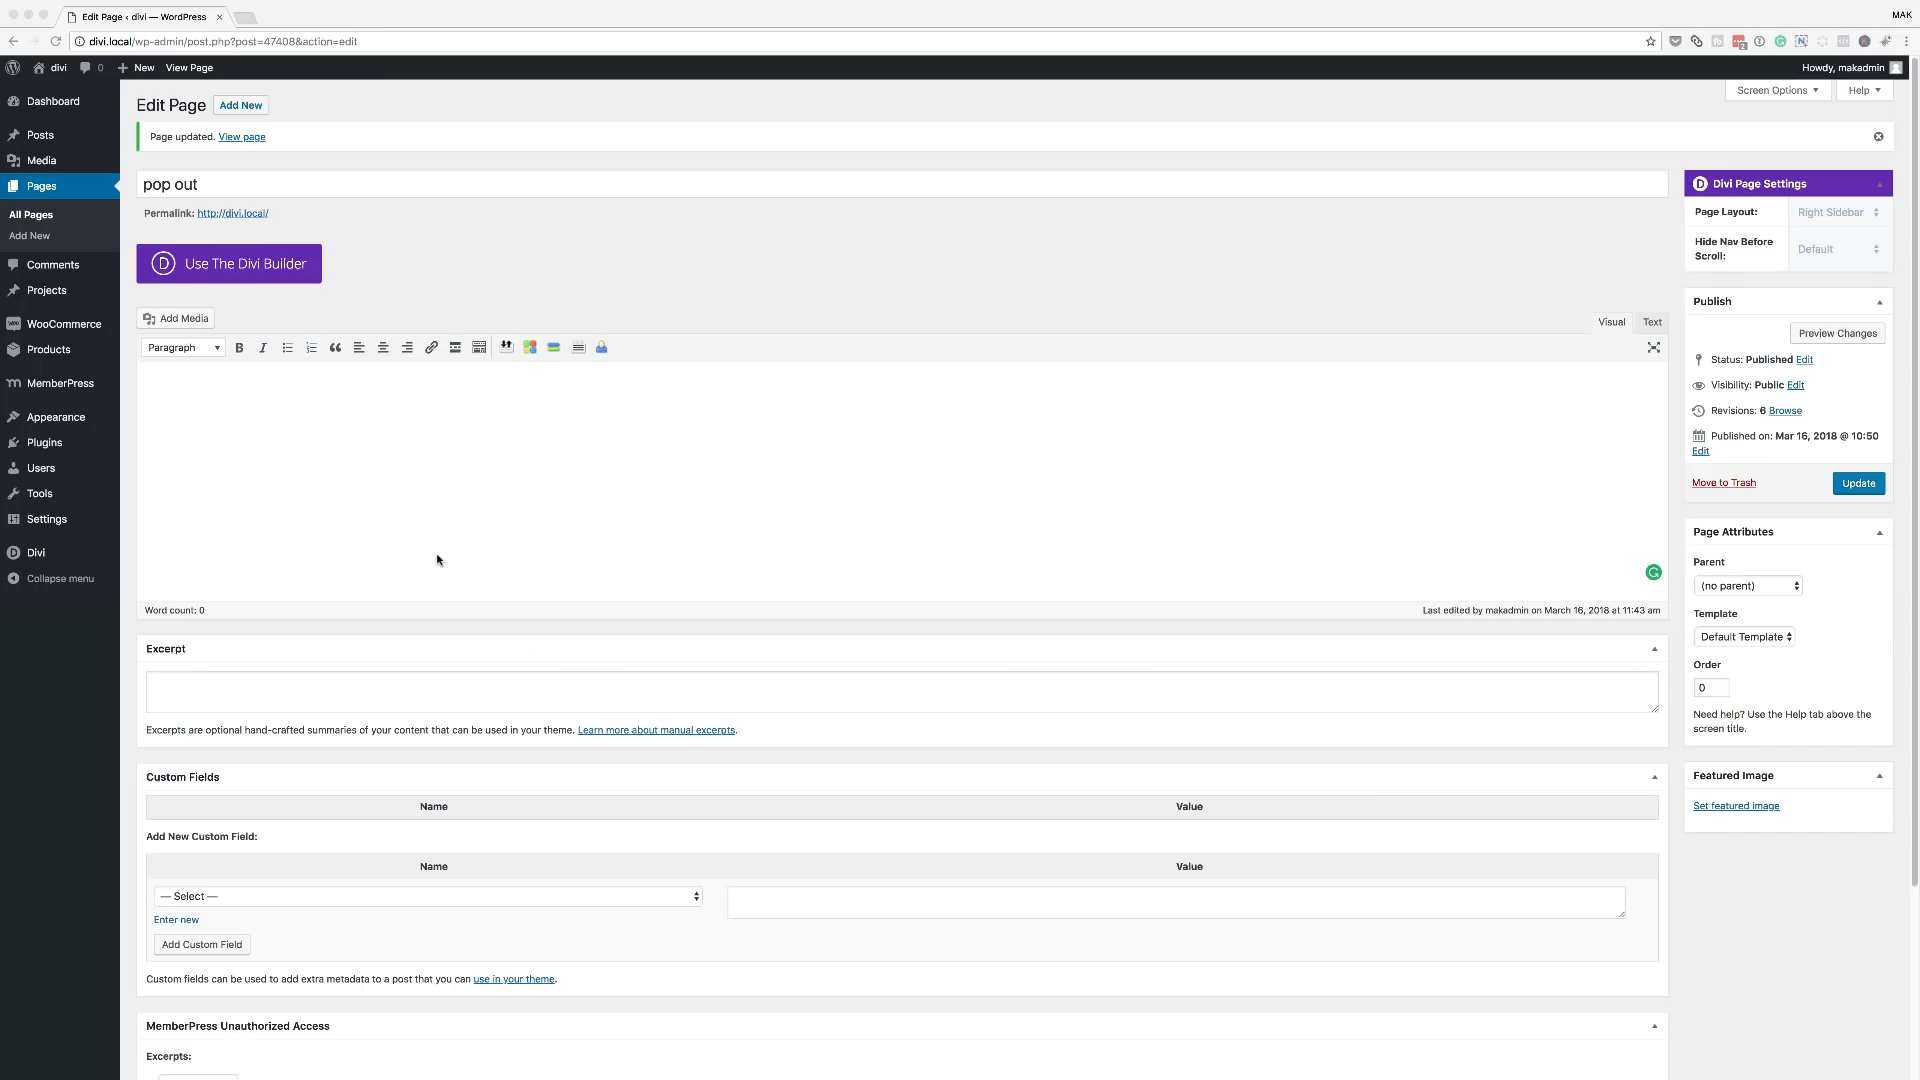 Edit Page ‹ divi — WordPress
MAK
divi.local/wp-admin/post.php?post=47408&action=edit
divi
0
New
View Page
Howdy, makadmin
Dashboard
Posts
Media
Pages
All Pages
Add New
Comments
Projects
WooCommerce
Products
MemberPress
Appearance
Plugins
Users
Tools
Settings
Divi
Collapse menu
Edit Page
Add New
Screen Options
Help
Page updated. View page
pop out
Permalink: http://divi.local/
D
Use The Divi Builder
Add Media
Visual
Text
Paragraph
B
I
Word count: 0
Last edited by makadmin on March 16, 2018 at 11:43 am
Excerpt
Excerpts are optional hand-crafted summaries of your content that can be used in your theme. Learn more about manual excerpts.
Custom Fields
Name
Value
Add New Custom Field:
Name
Value
— Select —
Enter new
Add Custom Field
Custom fields can be used to add extra metadata to a post that you can use in your theme.
MemberPress Unauthorized Access
Excerpts:
Divi Page Settings
Page Layout:
Right Sidebar
Hide Nav Before
Scroll:
Default
Publish
Preview Changes
Status: Published Edit
Visibility: Public Edit
Revisions: 6 Browse
Published on: Mar 16, 2018 @ 10:50
Edit
Move to Trash
Update
Page Attributes
Parent
(no parent)
Template
Default Template
Order
0
Need help? Use the Help tab above the
screen title.
Featured Image
Set featured image